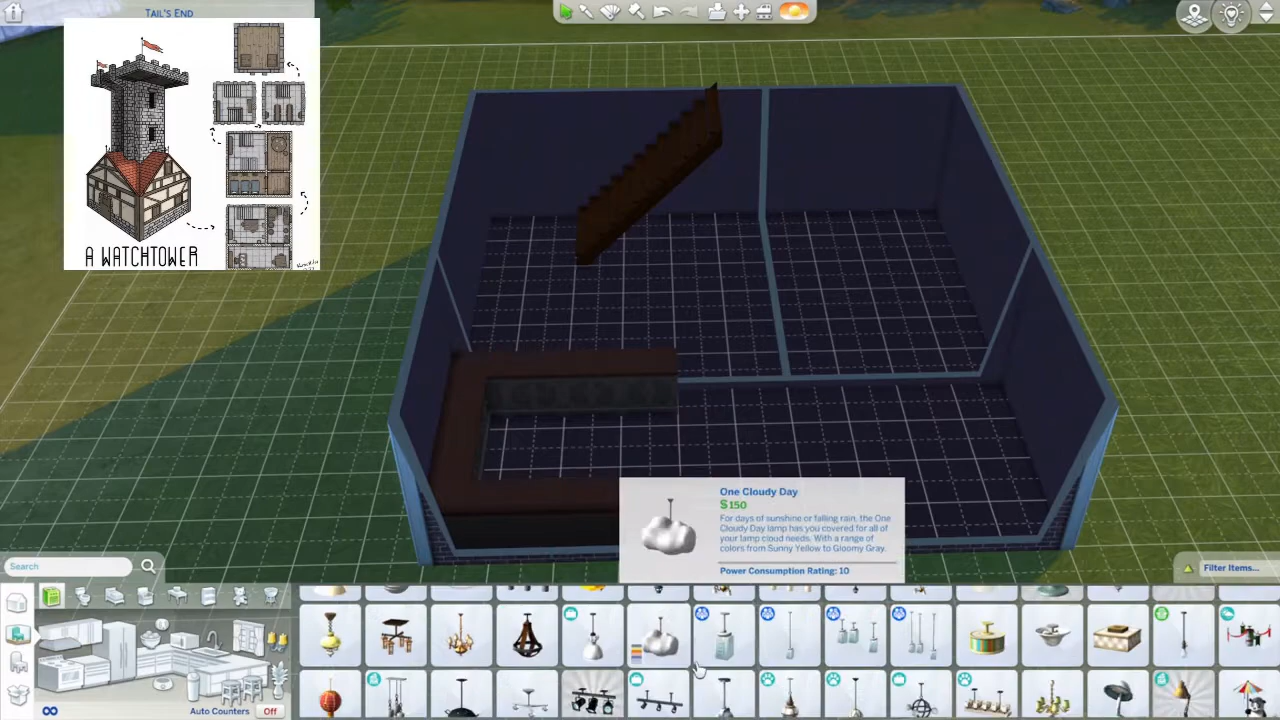 TAIL'S END
A WATCHTOWER
One Cloudy Day
$150
For days of sunshine or falling rain, the One
Cloudy Day lamp has you covered for all of
your lamp cloud needs. With a range of
colors from Sunny Yellow to Gloomy Gray.
Power Consumption Rating: 10
Search
Filter Items...
Auto Counters Off